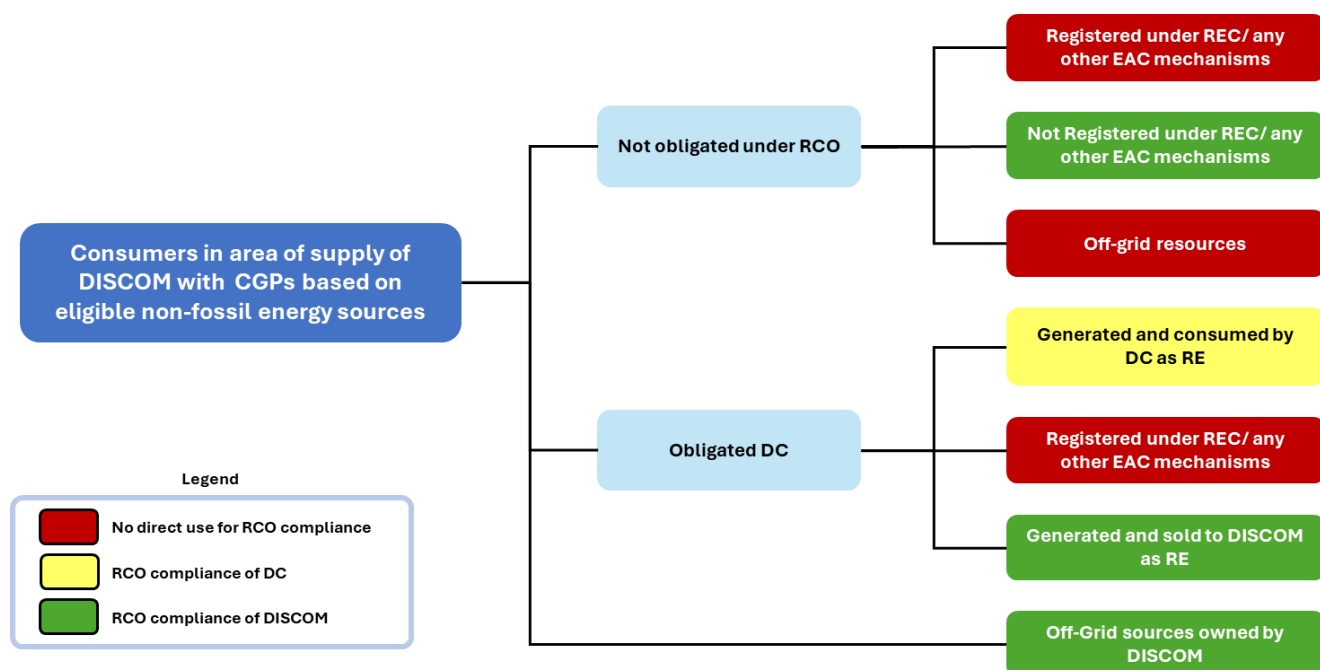 Consumers in area of supply of
DISCOM with CGPs based on
eligible non-fossil energy sources
Not obligated under RCO
Registered under REC/ any
other EAC mechanisms
Not Registered under REC/ any
other EAC mechanisms
Off-grid resources
Obligated DC
Generated and consumed by
DC as RE
Registered under REC/ any
other EAC mechanisms
Generated and sold to DISCOM
as RE
Off-Grid sources owned by
DISCOM
Legend
No direct use for RCO compliance
RCO compliance of DC
RCO compliance of DISCOM